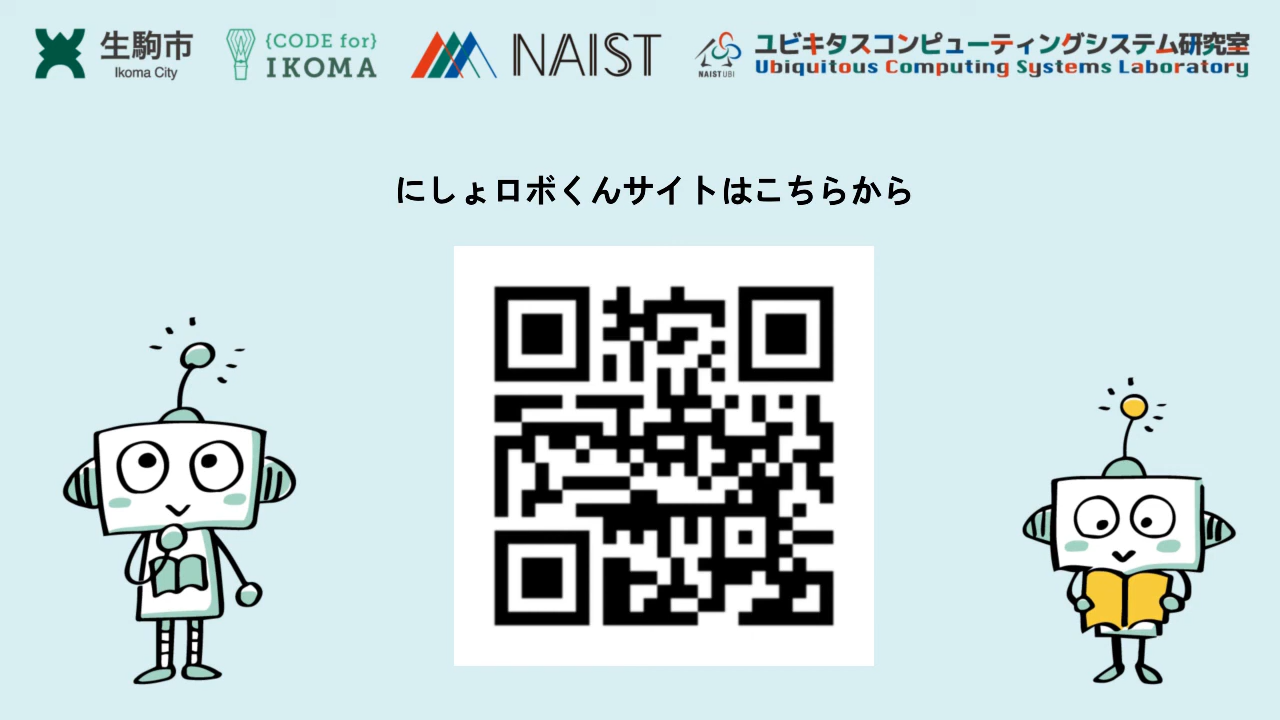 生駒市
Ikoma City
{CODE for}
IKOMA
NAIST
NAIST UBI
ユビキタスコンピューティングシステム研究室
Ubiquitous Computing Systems Laboratory
にしょロボくんサイトはこちらから